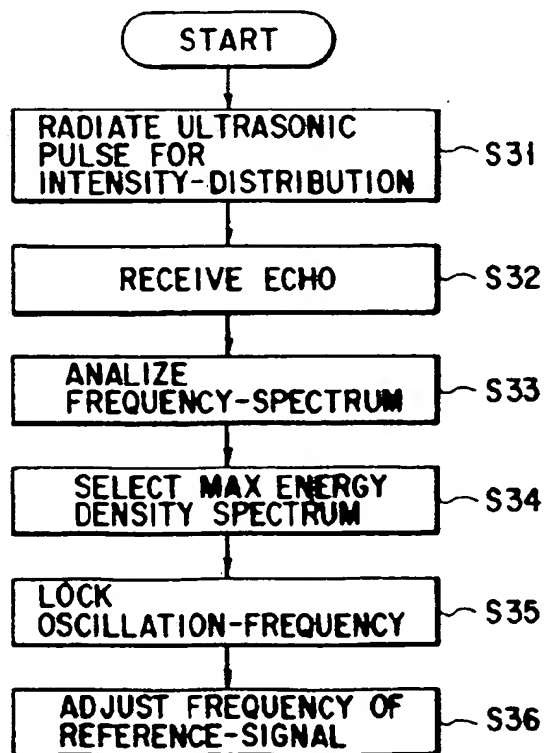 START
RADIATE ULTRASONIC
PULSE FOR
INTENSITY-DISTRIBUTION
S31
RECEIVE ECHO
S32
ANALIZE
FREQUENCY-SPECTRUM
S33
SELECT MAX ENERGY
DENSITY SPECTRUM
S34
LOCK
OSCILLATION-FREQUENCY
S35
ADJUST FREQUENCY OF
REFERENCE-SIGNAL
S36